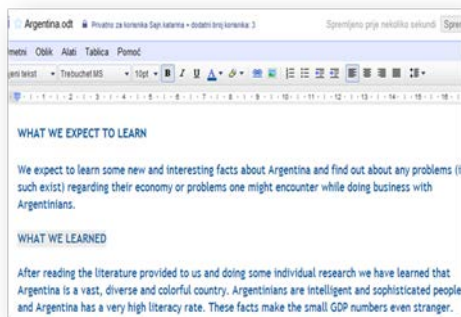 Argentina.odt Privatno za korisnika Sajn katarina + dodatni broj korisnika: 3 Spremljeno prije nekoliko sekundi Spre
metni Oblik Alati Tablica Pomoć
jeni tekst Trebuchet MS 10pt B I U A
WHAT WE EXPECT TO LEARN
We expect to learn some new and interesting facts about Argentina and find out about any problems (i
such exist) regarding their economy or problems one might encounter while doing business with
Argentinians.
WHAT WE LEARNED
After reading the literature provided to us and doing some individual research we have learned that
Argentina is a vast, diverse and colorful country. Argentinians are intelligent and sophisticated people
and Argentina has a very high literacy rate. These facts make the small GDP numbers even stranger.